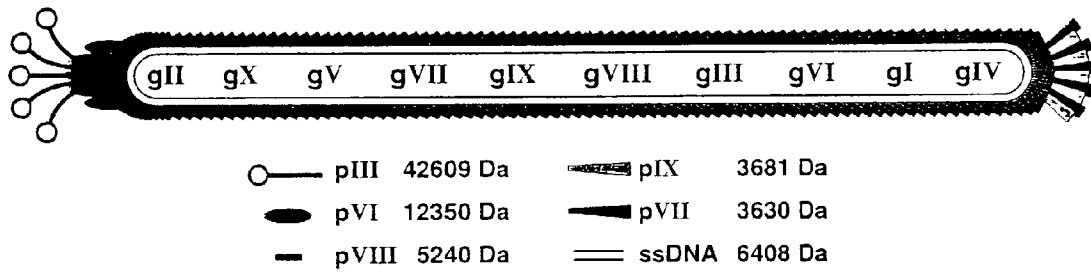 gII gX gV gVII gIX gVIII gIII gVI gI gIV
pIII 42609 Da pIX 3681 Da
pVI 12350 Da pVII 3630 Da
pVIII 5240 Da ssDNA 6408 Da